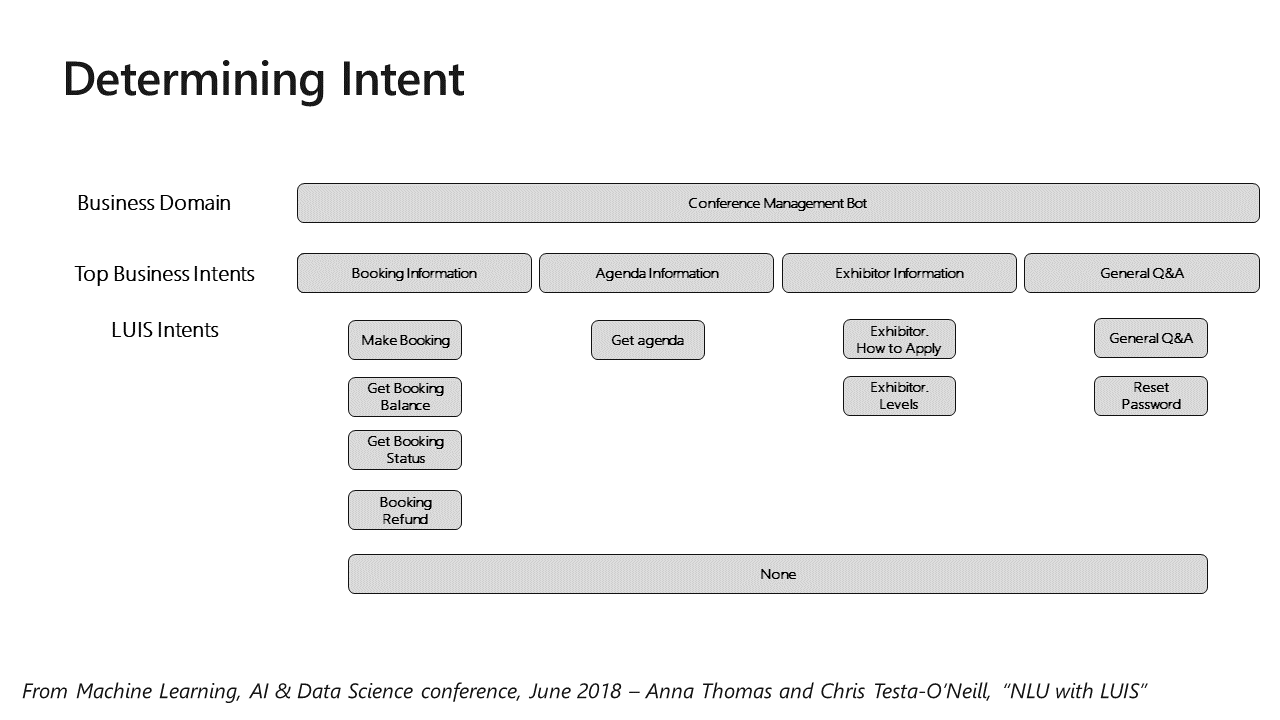 Determining Intent
Business Domain
Conference Management Bot
Top Business Intents
Booking Information
Agenda Information
Exhibitor Information
General Q&A
LUIS Intents
Make Booking
Get agenda
Exhibitor.
How to Apply
General Q&A
Get Booking
Balance
Exhibitor.
Levels
Reset
Password
Get Booking
Status
Booking
Refund
None
From Machine Learning, AI & Data Science conference, June 2018 – Anna Thomas and Chris Testa-O’Neill, “NLU with LUIS”